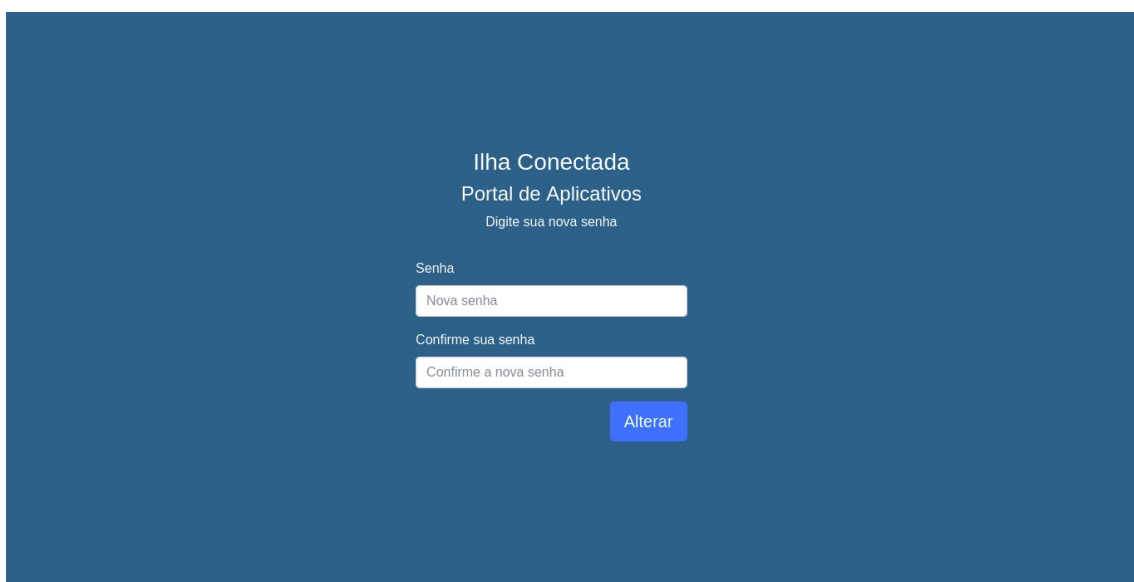 Ilha Conectada
Portal de Aplicativos
Digite sua nova senha
Senha
Nova senha
Confirme sua senha
Confirme a nova senha
Alterar